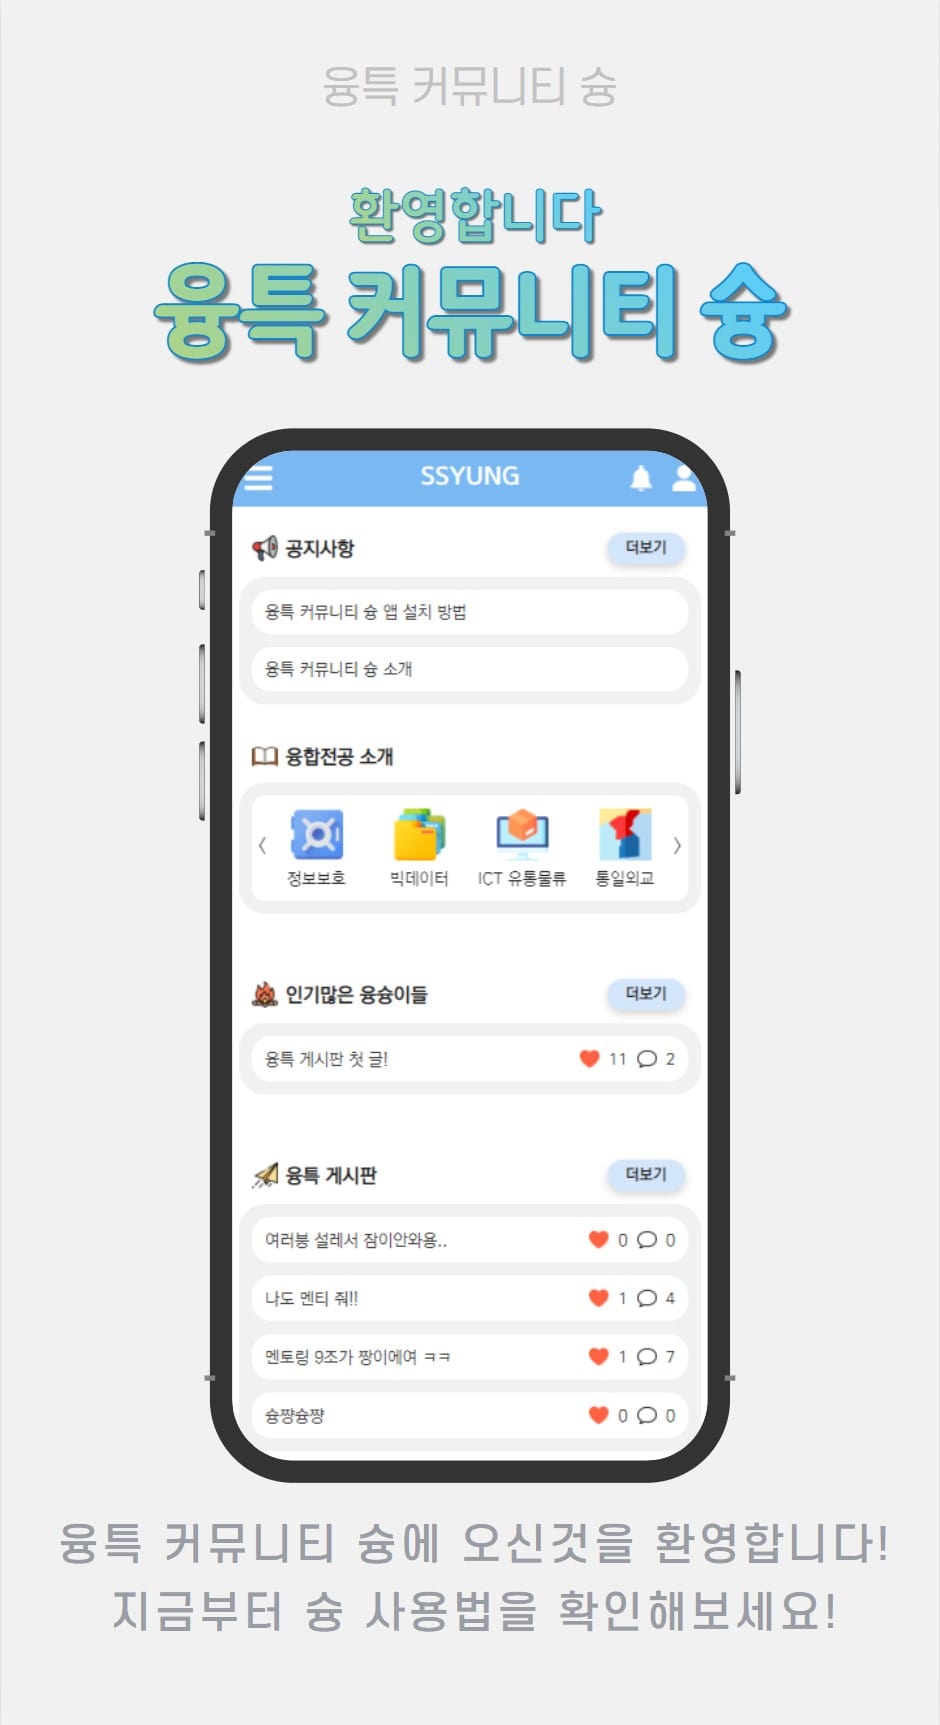 융특 커뮤니티 슝
환영합니다
융특 커뮤니티 슝
SSYUNG
공지사항 더보기
융특 커뮤니티 슝 앱 설치 방법
융특 커뮤니티 슝 소개
융합전공 소개
정보보호 빅데이터 ICT 유통물류 통일외교
인기많은 융슝이들 더보기
융특 게시판 첫 글! 11 2
융특 게시판 더보기
여러붕 설레서 잠이안와용.. 0 0
나도 멘티 줘!! 1 4
멘토링 9조가 짱이에여 ㅋㅋ 1 7
슝쨩슝쨩 0 0
융특 커뮤니티 슝에 오신것을 환영합니다!
지금부터 슝 사용법을 확인해보세요!